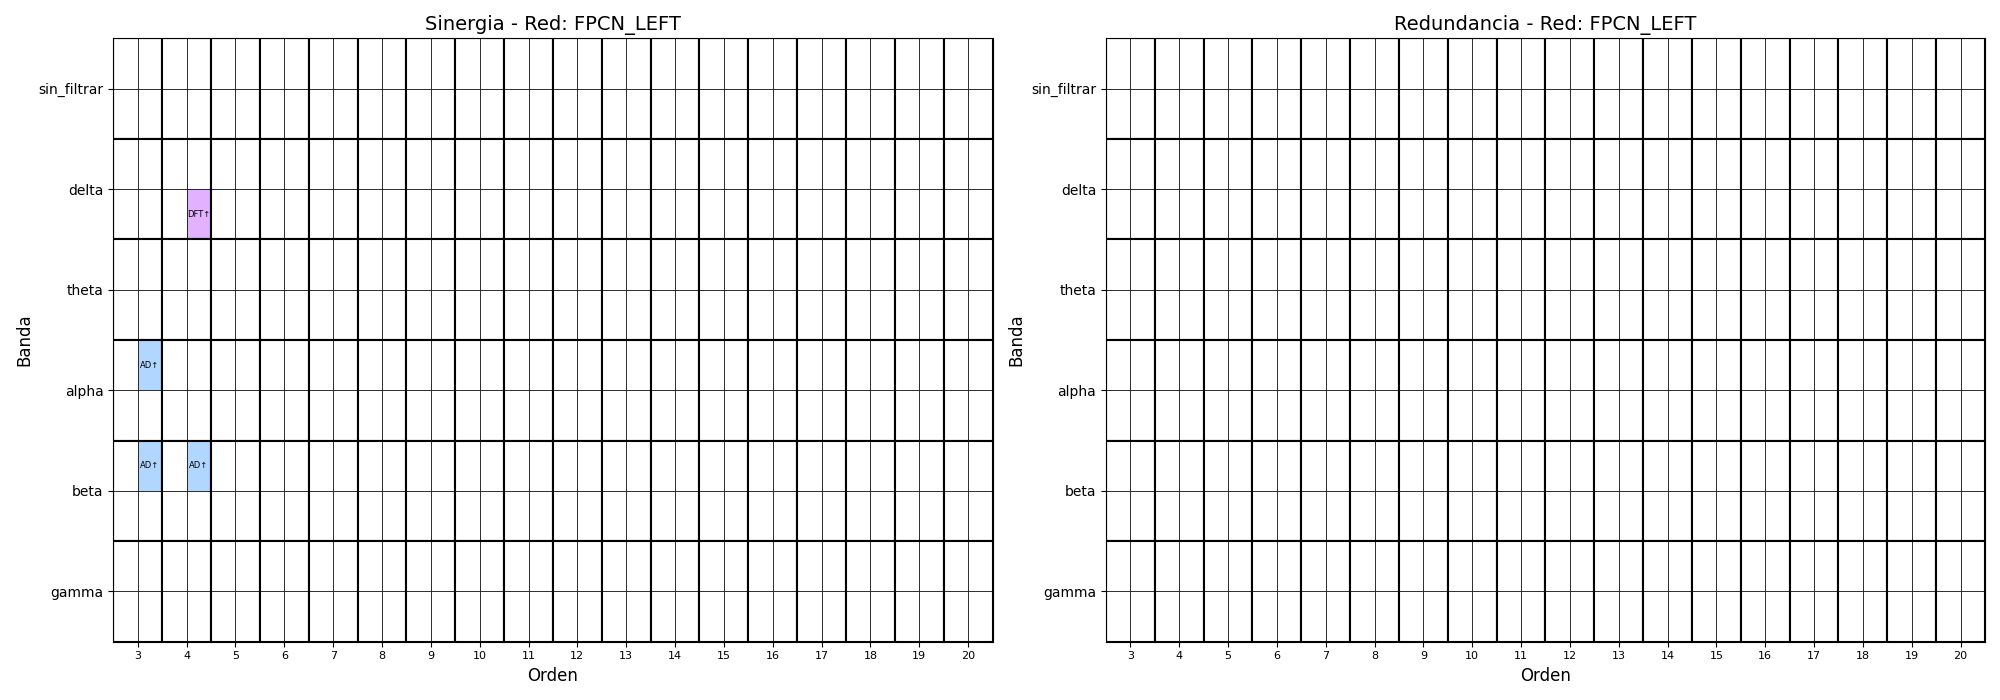 Sinergia - Red: FPCN_LEFT
Banda
sin_filtrar
delta
DFT↑
theta
AD↑
alpha
AD↑ AD↑
beta
gamma
3 4 5 6 7 8 9 10 11 12 13 14 15 16 17 18 19 20
Orden
Redundancia - Red: FPCN_LEFT
Banda
sin_filtrar
delta
theta
alpha
beta
gamma
3 4 5 6 7 8 9 10 11 12 13 14 15 16 17 18 19 20
Orden